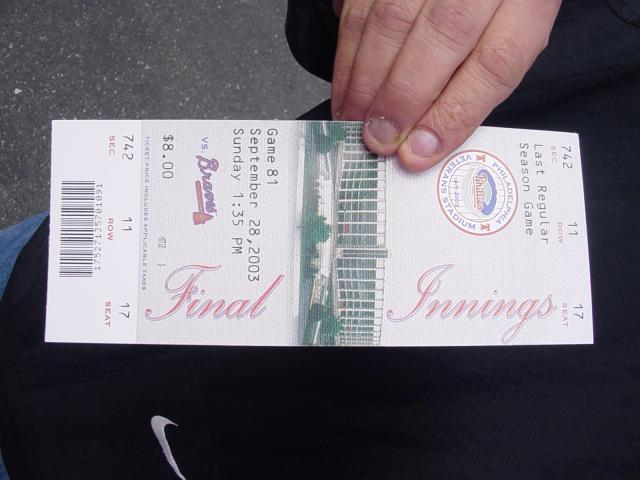 742
SEC
11
ROW
17
SEAT
17527135701091
TICKET PRICE INCLUDES APPLICABLE TAXES
$8.00
VS. Braves
Game 81
September 28,2003
Sunday 1:35 PM
Final
Innings
PHILADELPHIA
Phillies
VETERANS STADIUM
Last Regular
Season Game
742
SEC
11
ROW
17
SEAT